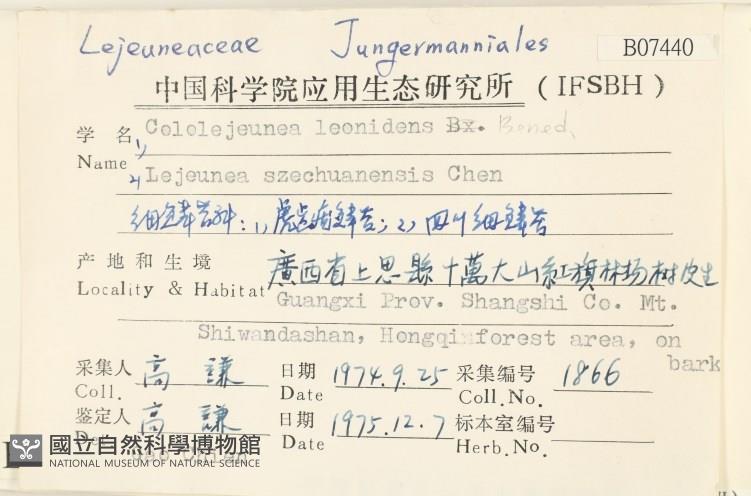 Lejeuneaceae Jungermanniales B07440
中国科学院应用生态研究所 (IFSBH)
学 名 1) Cololejeunea leonidens Bx. Bened.
Name 2) Lejeunea szechuanensis Chen
细鳞苔科: 1) 疣鳞苔; 2) 四川细鳞苔
产地和生境 廣西省上思縣十萬大山紅旗林场树皮生
Locality & Habitat Guangxi Prov. Shangshi Co. Mt.
Shiwandashan, Hongqi forest area, on
bark
采集人 高 謙 日期 1974.9.25 采集编号 1866
Coll. Date Coll.No.
鉴定人 高 謙 日期 1975.12.7 标本室编号
Det. Date Herb.No.
Gao Chien
國立自然科學博物館
NATIONAL MUSEUM OF NATURAL SCIENCE